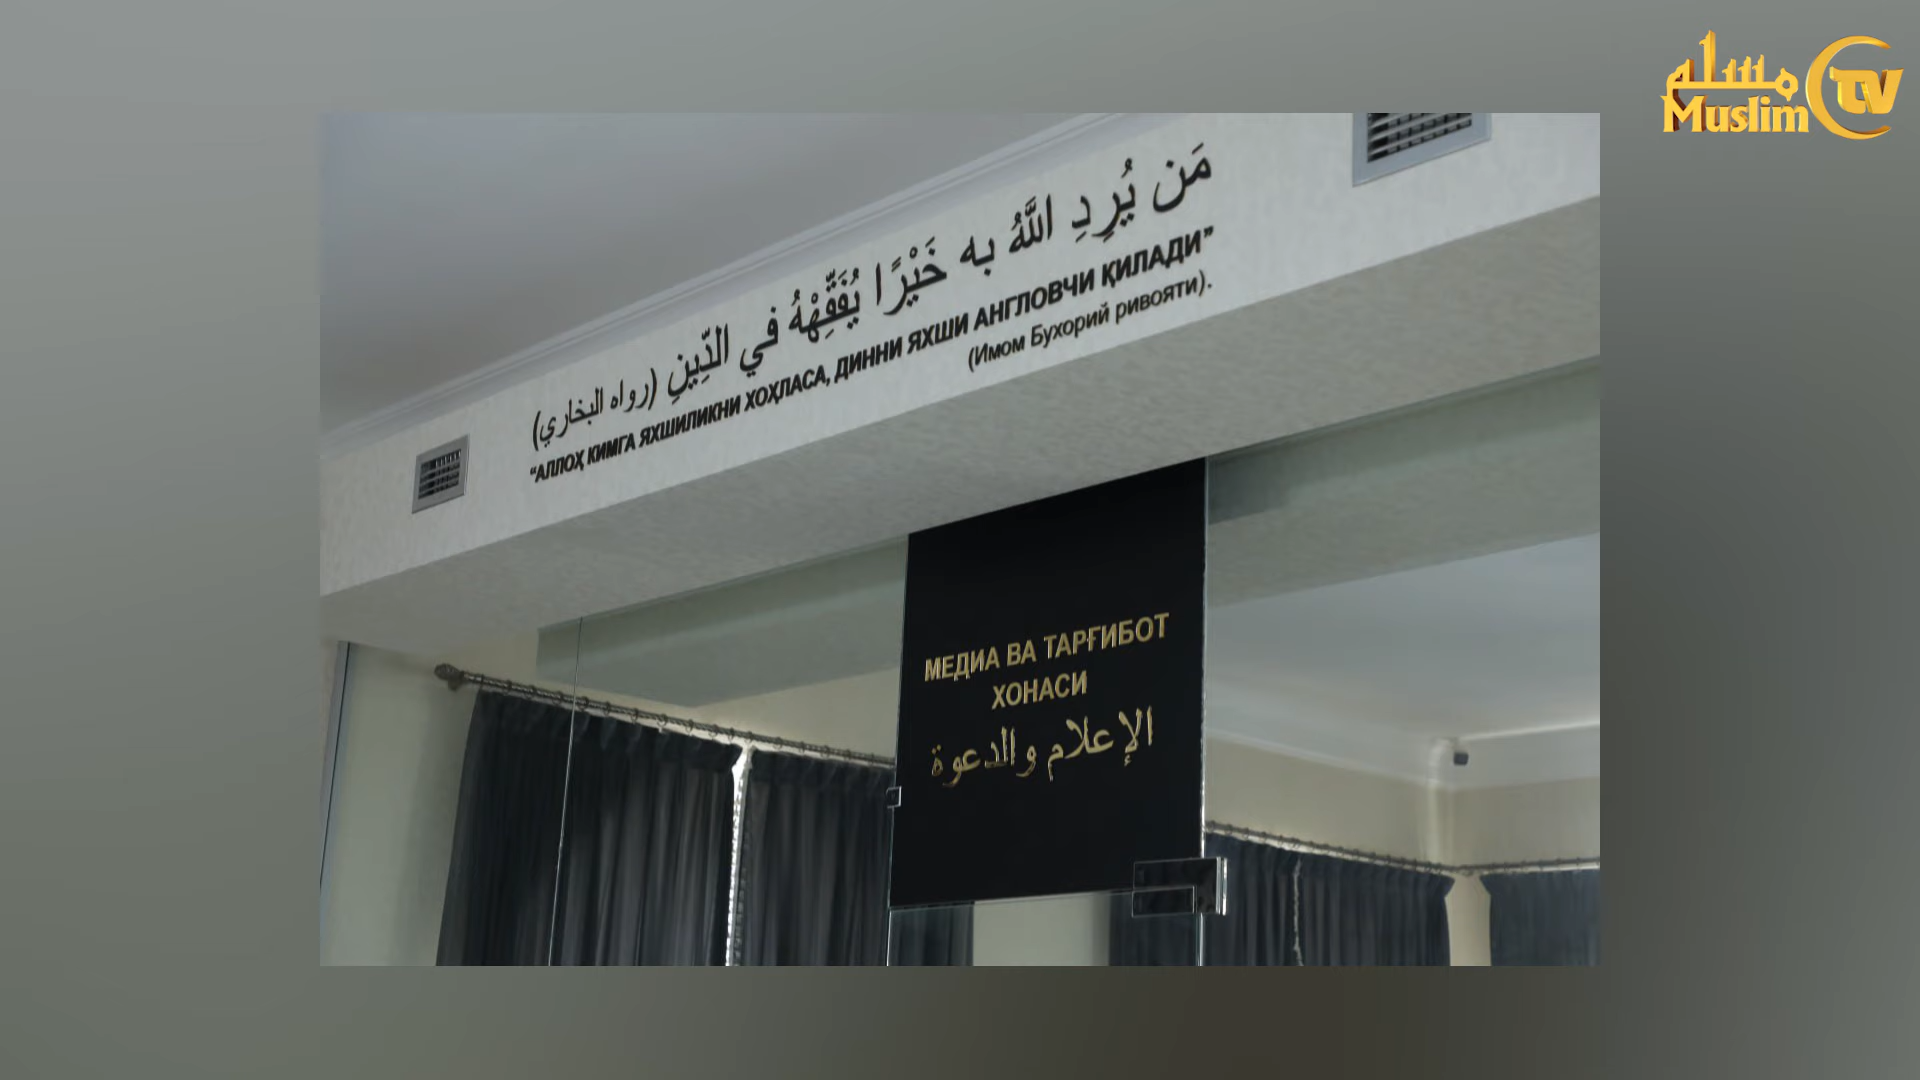 مسلم
Muslim TV
مَن يُرِدِ اللَّهُ به خَيْرًا يُفَقِّهْهُ في الدِّينِ (رواه البخاري)
“АЛЛОҲ КИМГА ЯХШИЛИКНИ ХОҲЛАСА, ДИННИ ЯХШИ АНГЛОВЧИ ҚИЛАДИ”
(Имом Бухорий ривояти).
МЕДИА ВА ТАРҒИБОТ
ХОНАСИ
الإعلام والدعوة